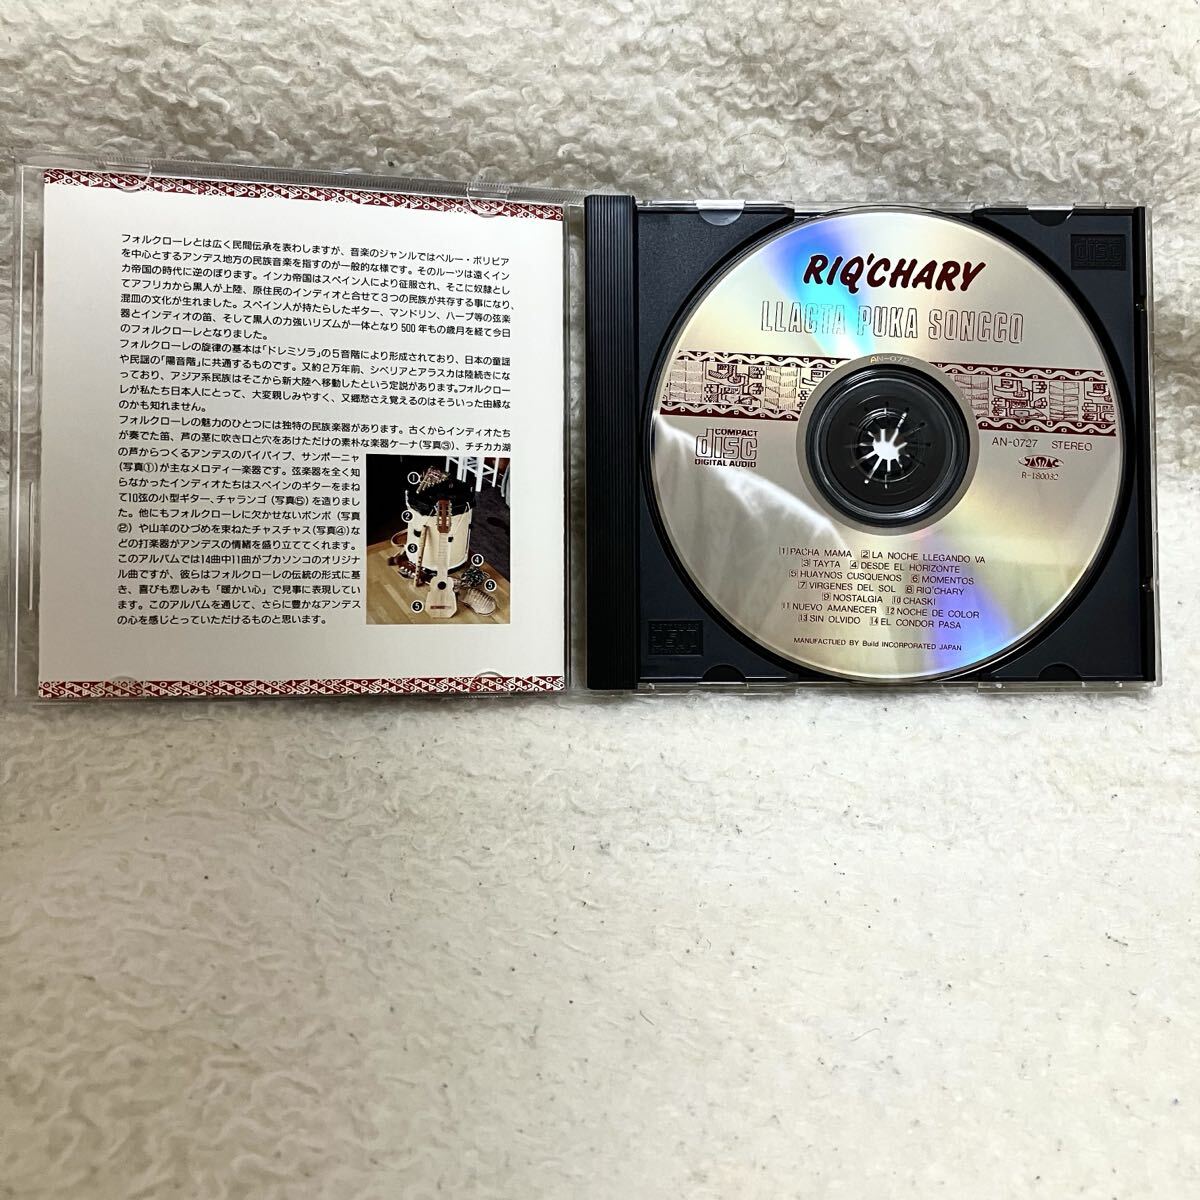 フォルクローレとは広く民間伝承を表わしますが、音楽のジャンルではペルー・ボリビア
を中心とするアンデス地方の民族音楽を指すのが一般的な様です。そのルーツは遠くイン
カ帝国の時代に逆のぼります。インカ帝国はスペイン人により征服され、そこに奴隷とし
てアフリカから黒人が上陸、原住民のインディオと合せて3つの民族が共存する事になり、
混血の文化が生れました。スペイン人が持たらしたギター、マンドリン、ハープ等の弦楽
器とインディオの笛、そして黒人の力強いリズムが一体となり500年もの歳月を経て今日
のフォルクローレとなりました。
フォルクローレの旋律の基本は「ドレミソラ」の5音階により形成されており、日本の童謡
や民謡の「陽音階」に共通するものです。又約2万年前、シベリアとアラスカは陸続きにな
っており、アジア系民族はそこから新大陸へ移動したという定説があります。フォルクロー
レが私たち日本人にとって、大変親しみやすく、又郷愁さえ覚えるのはそういった由縁な
のかも知れません。
フォルクローレの魅力のひとつには独特の民族楽器があります。古くからインディオたち
が奏でた笛、芦の茎に吹き口と穴をあけただけの素朴な楽器ケーナ(写真③)、チチカカ湖
の芦からつくるアンデスのパイパイプ、サンポーニャ
(写真①)が主なメロディー楽器です。弦楽器を全く知
らなかったインディオたちはスペインのギターをまね
て10弦の小型ギター、チャランゴ(写真⑤)を造りまし
た。他にもフォルクローレに欠かせないボンボ(写真
②)や山羊のひづめを束ねたチャスチャス(写真④)な
どの打楽器がアンデスの情緒を盛り立ててくれます。
このアルバムでは14曲中11曲がプカソンコのオリジナ
ル曲ですが、彼らはフォルクローレの伝統の形式に基
き、喜びも悲しみも「暖かい心」で見事に表現してい
ます。このアルバムを通じて、さらに豊かなアンデス
の心を感じとっていただけるものと思います。
①
②
③
④
⑤
⑤
RIQ'CHARY
LLACTA PUKA SONCCO
AN-0727
COMPACT
disc
DIGITAL AUDIO
AN-0727 STEREO
R-180032
1 PACHA MAMA 2 LA NOCHE LLEGANDO VA
3 TAYTA 4 DESDE EL HORIZONTE
5 HUAYNOS CUSQUENOS 6 MOMENTOS
7 VIRGENES DEL SOL 8 RIQ'CHARY
9 NOSTALGIA 10 CHASKI
11 NUEVO AMANECER 12 NOCHE DE COLOR
13 SIN OLVIDO 14 EL CONDOR PASA
MANUFACTUED BY Build INCORPORATED JAPAN